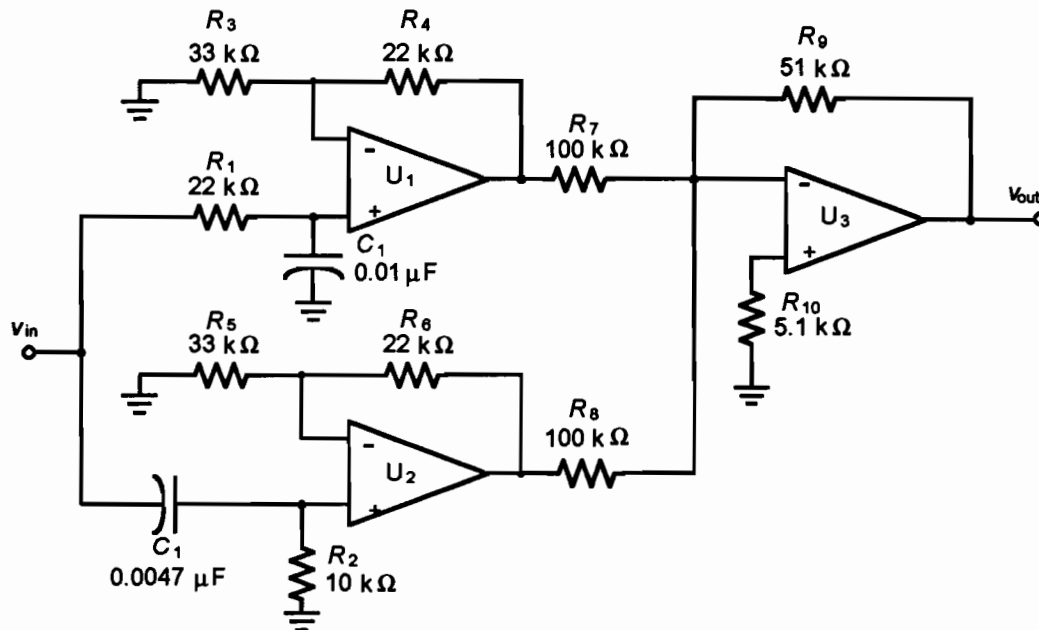 R3
33 kΩ
R4
22 kΩ
R9
51 kΩ
R7
100 kΩ
R1
22 kΩ
-
U1
+
-
U3
+
C1
0.01 μF
R10
5.1 kΩ
Vout
Vin
R5
33 kΩ
R6
22 kΩ
R8
100 kΩ
-
U2
+
C1
0.0047 μF
R2
10 kΩ